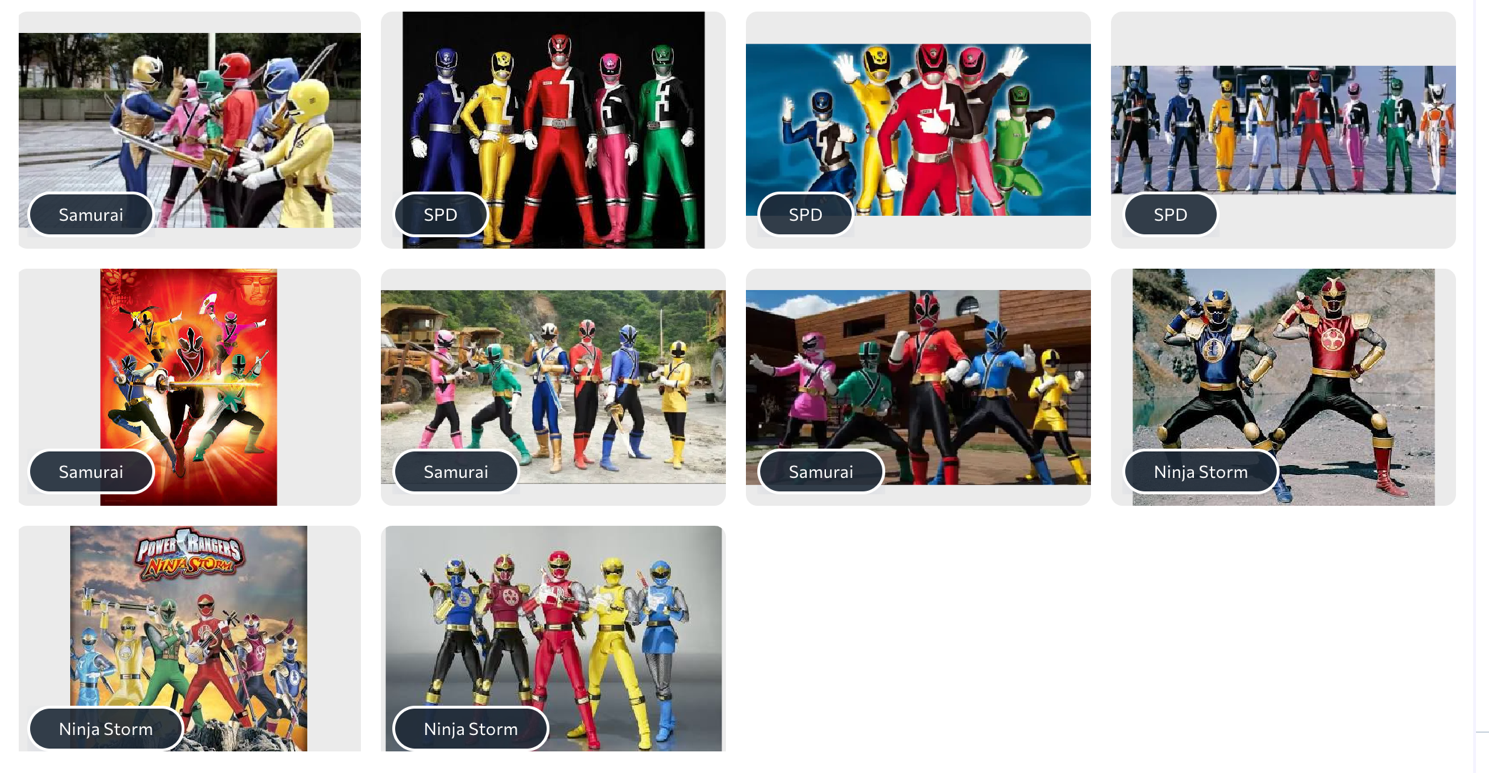 Samurai
SPD
SPD
SPD
Samurai
Samurai
Samurai
Ninja Storm
POWER RANGERS
NINJA STORM
Ninja Storm
Ninja Storm